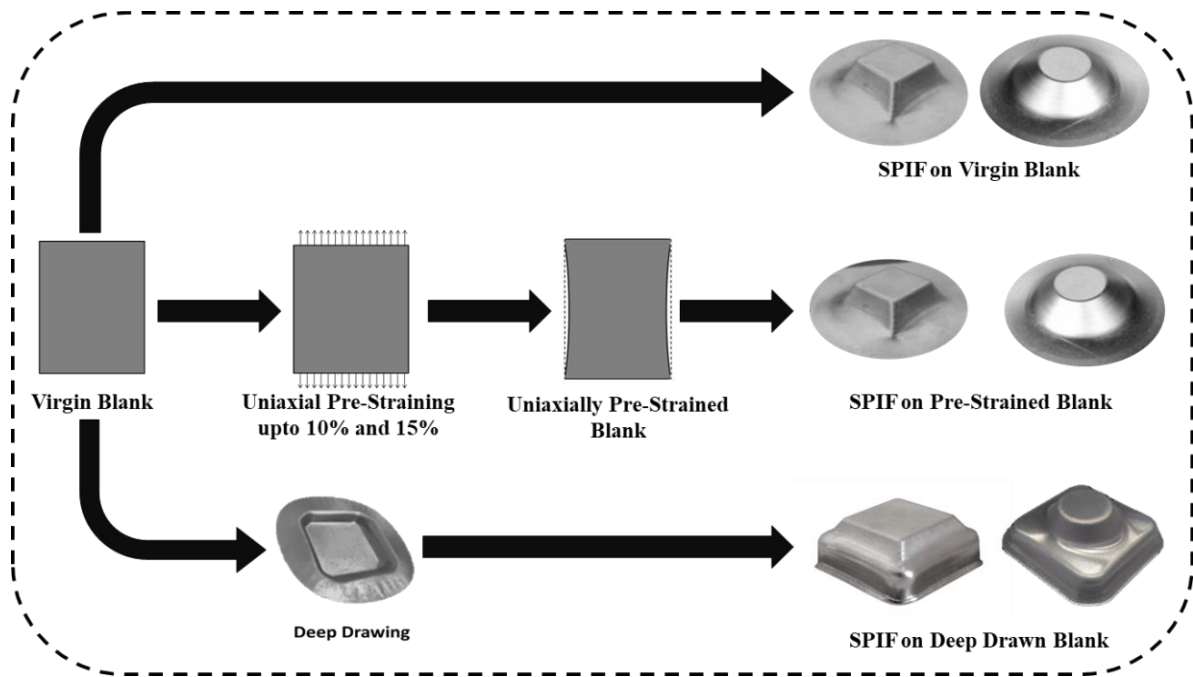 SPIF on Virgin Blank
Virgin Blank
Uniaxial Pre-Straining
upto 10% and 15%
Uniaxially Pre-Strained
Blank
SPIF on Pre-Strained Blank
Deep Drawing
SPIF on Deep Drawn Blank